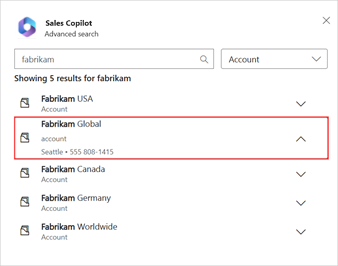 Sales Copilot
Advanced search
fabrikam
Account
Showing 5 results for fabrikam
Fabrikam USA
Account
Fabrikam Global
account
Seattle • 555 808-1415
Fabrikam Canada
Account
Fabrikam Germany
Account
Fabrikam Worldwide
Account